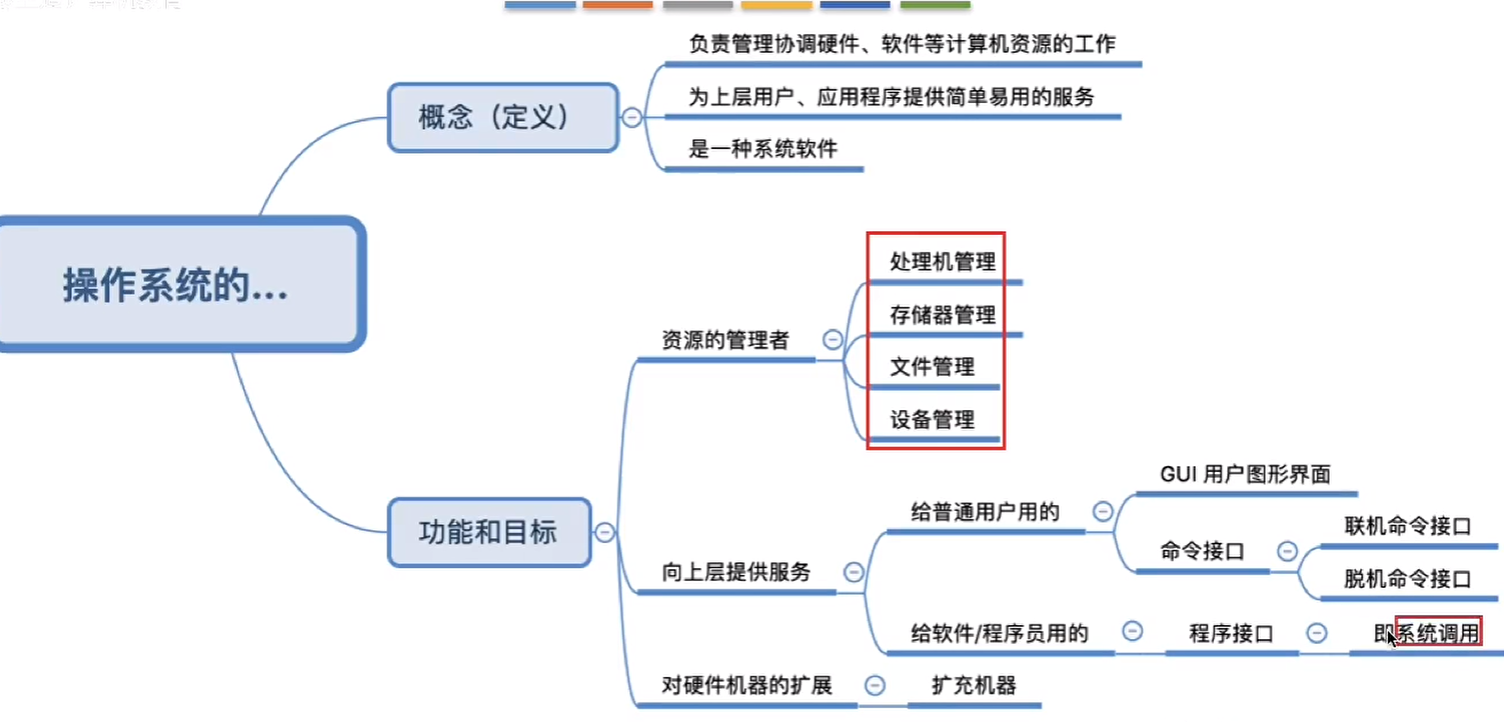 负责管理协调硬件、软件等计算机资源的工作
概念（定义）
为上层用户、应用程序提供简单易用的服务
是一种系统软件
操作系统的...
处理机管理
存储器管理
资源的管理者
文件管理
设备管理
功能和目标
GUI 用户图形界面
给普通用户用的
联机命令接口
命令接口
脱机命令接口
向上层提供服务
给软件/程序员用的
程序接口
即系统调用
对硬件机器的扩展
扩充机器